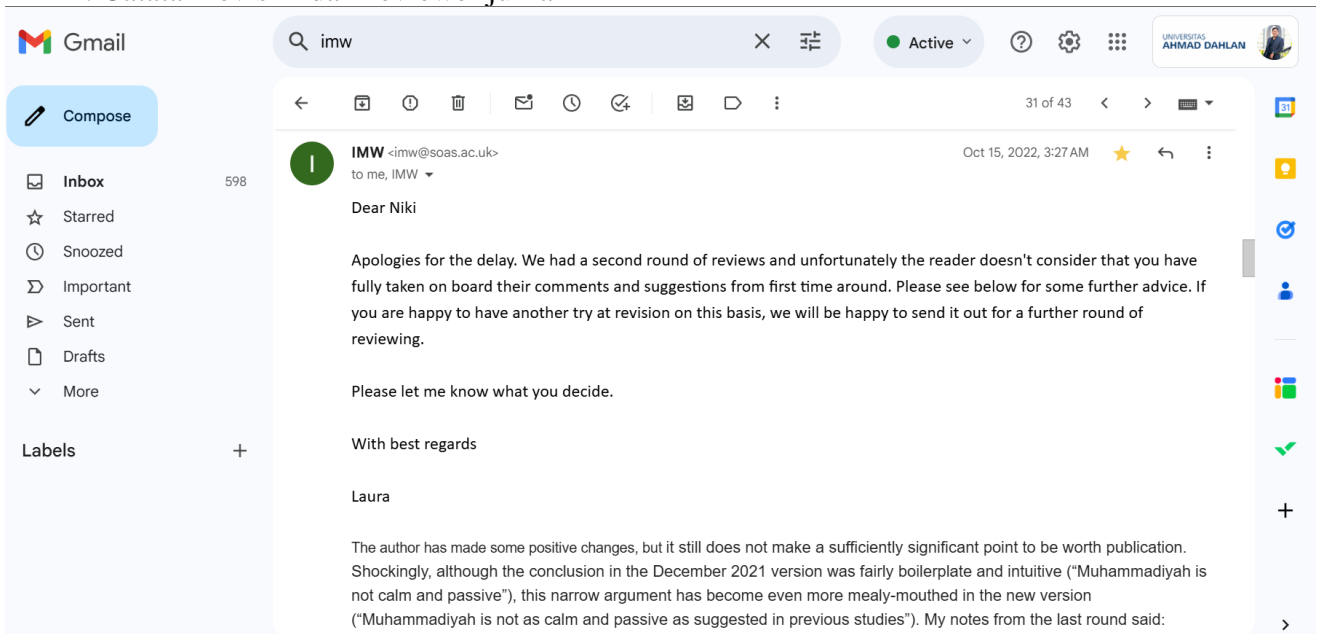 Gmail
imw
Active
UNIVERSITAS
AHMAD DAHLAN
Compose
31 of 43
31
IMW <imw@soas.ac.uk>
Oct 15, 2022, 3:27 AM
I
to me, IMW
Inbox 598
Starred
Snoozed
Important
Sent
Drafts
More
Labels
Dear Niki
Apologies for the delay. We had a second round of reviews and unfortunately the reader doesn't consider that you have
fully taken on board their comments and suggestions from first time around. Please see below for some further advice. If
you are happy to have another try at revision on this basis, we will be happy to send it out for a further round of
reviewing.
Please let me know what you decide.
With best regards
Laura
The author has made some positive changes, but it still does not make a sufficiently significant point to be worth publication.
Shockingly, although the conclusion in the December 2021 version was fairly boilerplate and intuitive (“Muhammadiyah is
not calm and passive”), this narrow argument has become even more mealy-mouthed in the new version
(“Muhammadiyah is not as calm and passive as suggested in previous studies”). My notes from the last round said: